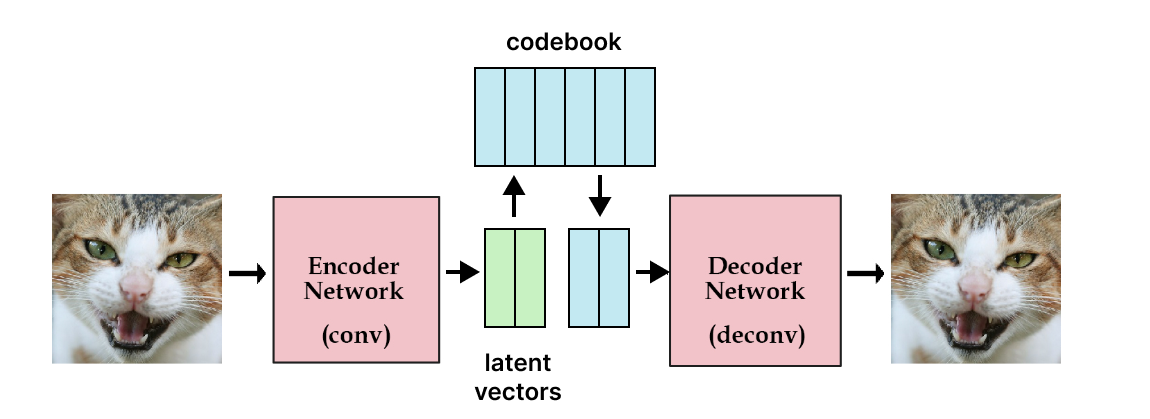 codebook
Encoder
Network
(conv)
latent
vectors
Decoder
Network
(deconv)